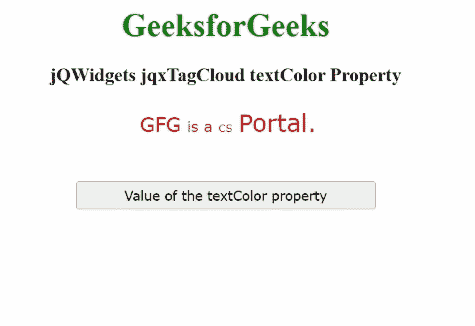 GeeksforGeeks
jQWidgets jqxTagCloud textColor Property
GFG is a cs Portal.
Value of the textColor property